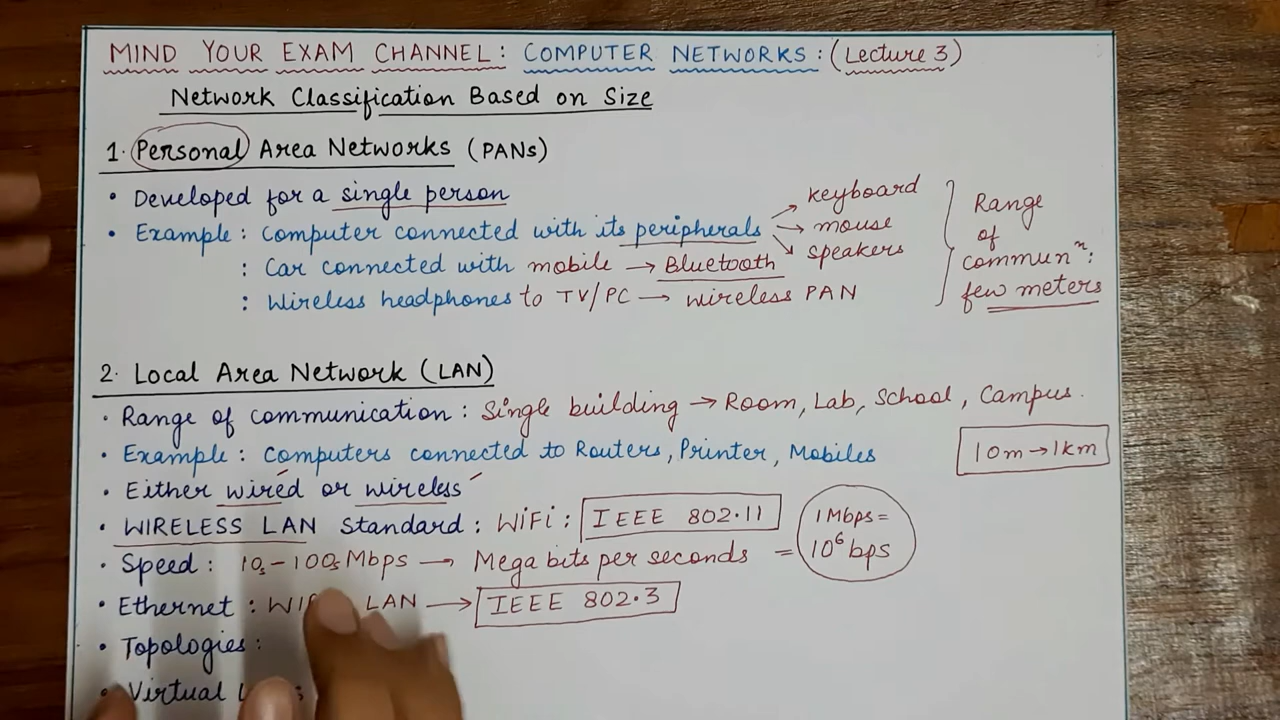 MIND YOUR EXAM CHANNEL: COMPUTER NETWORKS: (Lecture 3)
Network Classification Based on Size
1. Personal Area Networks (PANs)
• Developed for a single person
• Example: Computer connected with its peripherals → keyboard
→ mouse
→ speakers
: Car connected with mobile → Bluetooth
: Wireless headphones to TV/PC → wireless PAN
Range
of
commun^n:
few meters
2. Local Area Network (LAN)
• Range of communication: Single building → Room, Lab, School, Campus.
• Example: Computers connected to Routers, Printer, Mobiles
10m → 1km
• Either wired or wireless
• WIRELESS LAN Standard: WiFi: IEEE 802.11
• Speed: 10s - 100s Mbps → Mega bits per seconds =
1 Mbps =
10^6 bps
• Ethernet: LAN → IEEE 802.3
• Topologies:
• Virtual